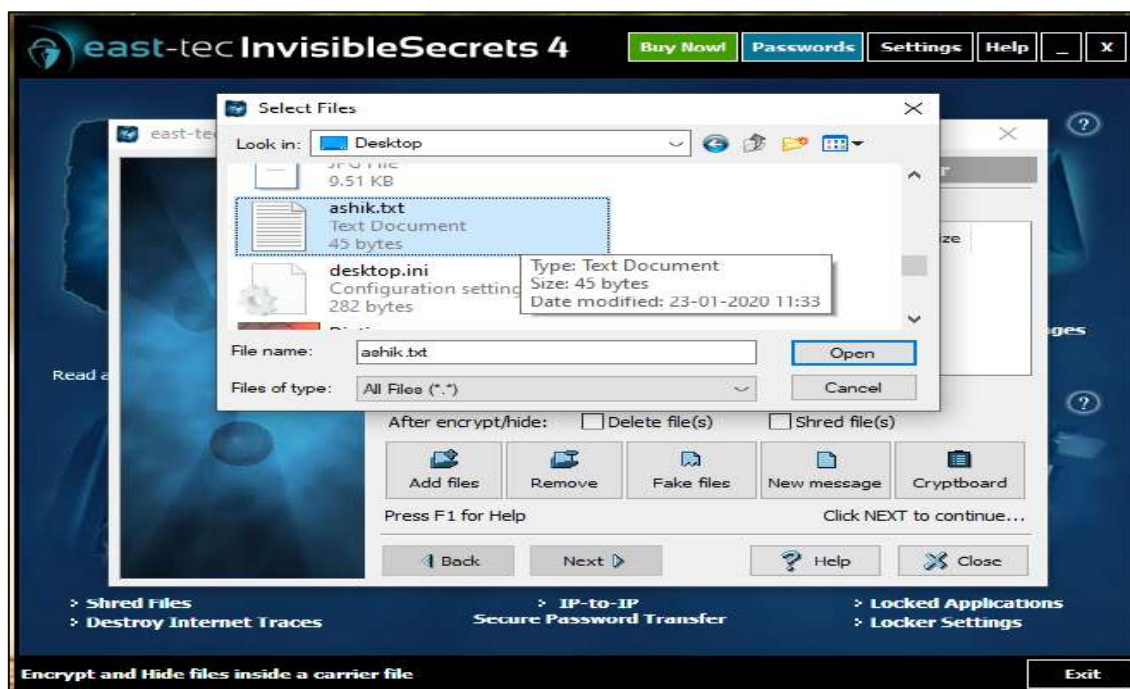 east-tec InvisibleSecrets 4
Buy Now! Passwords Settings Help _ X
Select Files
east-te
Look in: Desktop
9.51 KB
ashik.txt
Text Document
45 bytes
desktop.ini
Configuration setting
282 bytes
Type: Text Document
Size: 45 bytes
Date modified: 23-01-2020 11:33
ize
ges
File name: ashik.txt Open
Read a
Files of type: All Files (*.*) Cancel
After encrypt/hide: Delete file(s) Shred file(s)
Add files Remove Fake files New message Cryptboard
Press F1 for Help Click NEXT to continue...
Back Next Help Close
> Shred Files > IP-to-IP > Locked Applications
> Destroy Internet Traces Secure Password Transfer > Locker Settings
Encrypt and Hide files inside a carrier file Exit